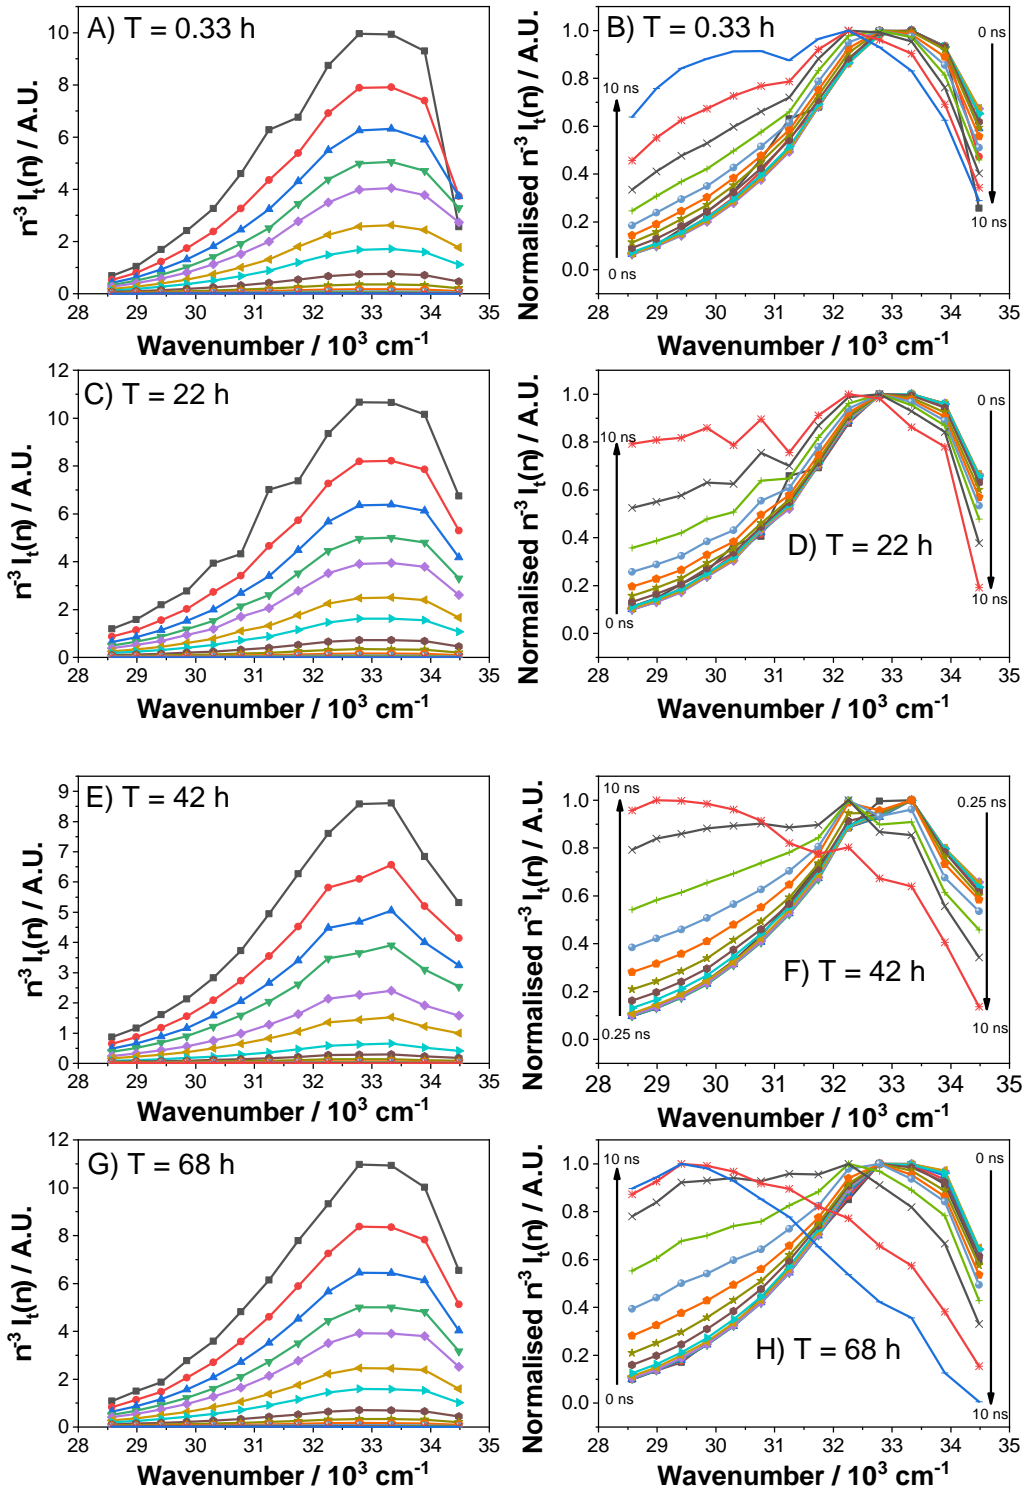 A) T = 0.33 h
n-3 It(n) / A.U.
10
8
6
4
2
0
28 29 30 31 32 33 34 35
Wavenumber / 10³ cm-1
B) T = 0.33 h
Normalised n-3 It(n) / A.U.
1.0
0.8
0.6
0.4
0.2
0.0
10 ns
0 ns
0 ns
10 ns
28 29 30 31 32 33 34 35
Wavenumber / 10³ cm-1
C) T = 22 h
n-3 It(n) / A.U.
12
10
8
6
4
2
0
28 29 30 31 32 33 34 35
Wavenumber / 10³ cm-1
D) T = 22 h
Normalised n-3 It(n) / A.U.
1.0
0.8
0.6
0.4
0.2
0.0
10 ns
0 ns
0 ns
10 ns
28 29 30 31 32 33 34 35
Wavenumber / 10³ cm-1
E) T = 42 h
n-3 It(n) / A.U.
9
8
7
6
5
4
3
2
1
0
28 29 30 31 32 33 34 35
Wavenumber / 10³ cm-1
F) T = 42 h
Normalised n-3 It(n) / A.U.
1.0
0.8
0.6
0.4
0.2
0.0
10 ns
0.25 ns
0.25 ns
10 ns
28 29 30 31 32 33 34 35
Wavenumber / 10³ cm-1
G) T = 68 h
n-3 It(n) / A.U.
12
10
8
6
4
2
0
28 29 30 31 32 33 34 35
Wavenumber / 10³ cm-1
H) T = 68 h
Normalised n-3 It(n) / A.U.
1.0
0.8
0.6
0.4
0.2
0.0
10 ns
0 ns
0 ns
10 ns
28 29 30 31 32 33 34 35
Wavenumber / 10³ cm-1